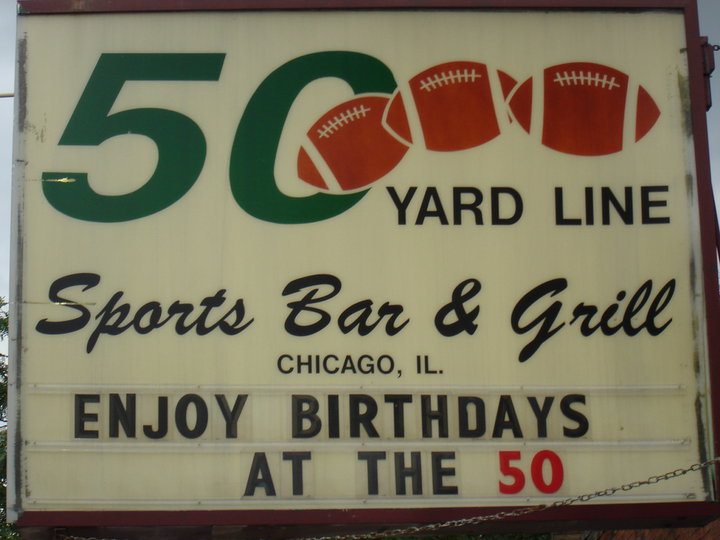 50
YARD LINE
Sports Bar & Grill
CHICAGO, IL.
ENJOY BIRTHDAYS
AT THE 50